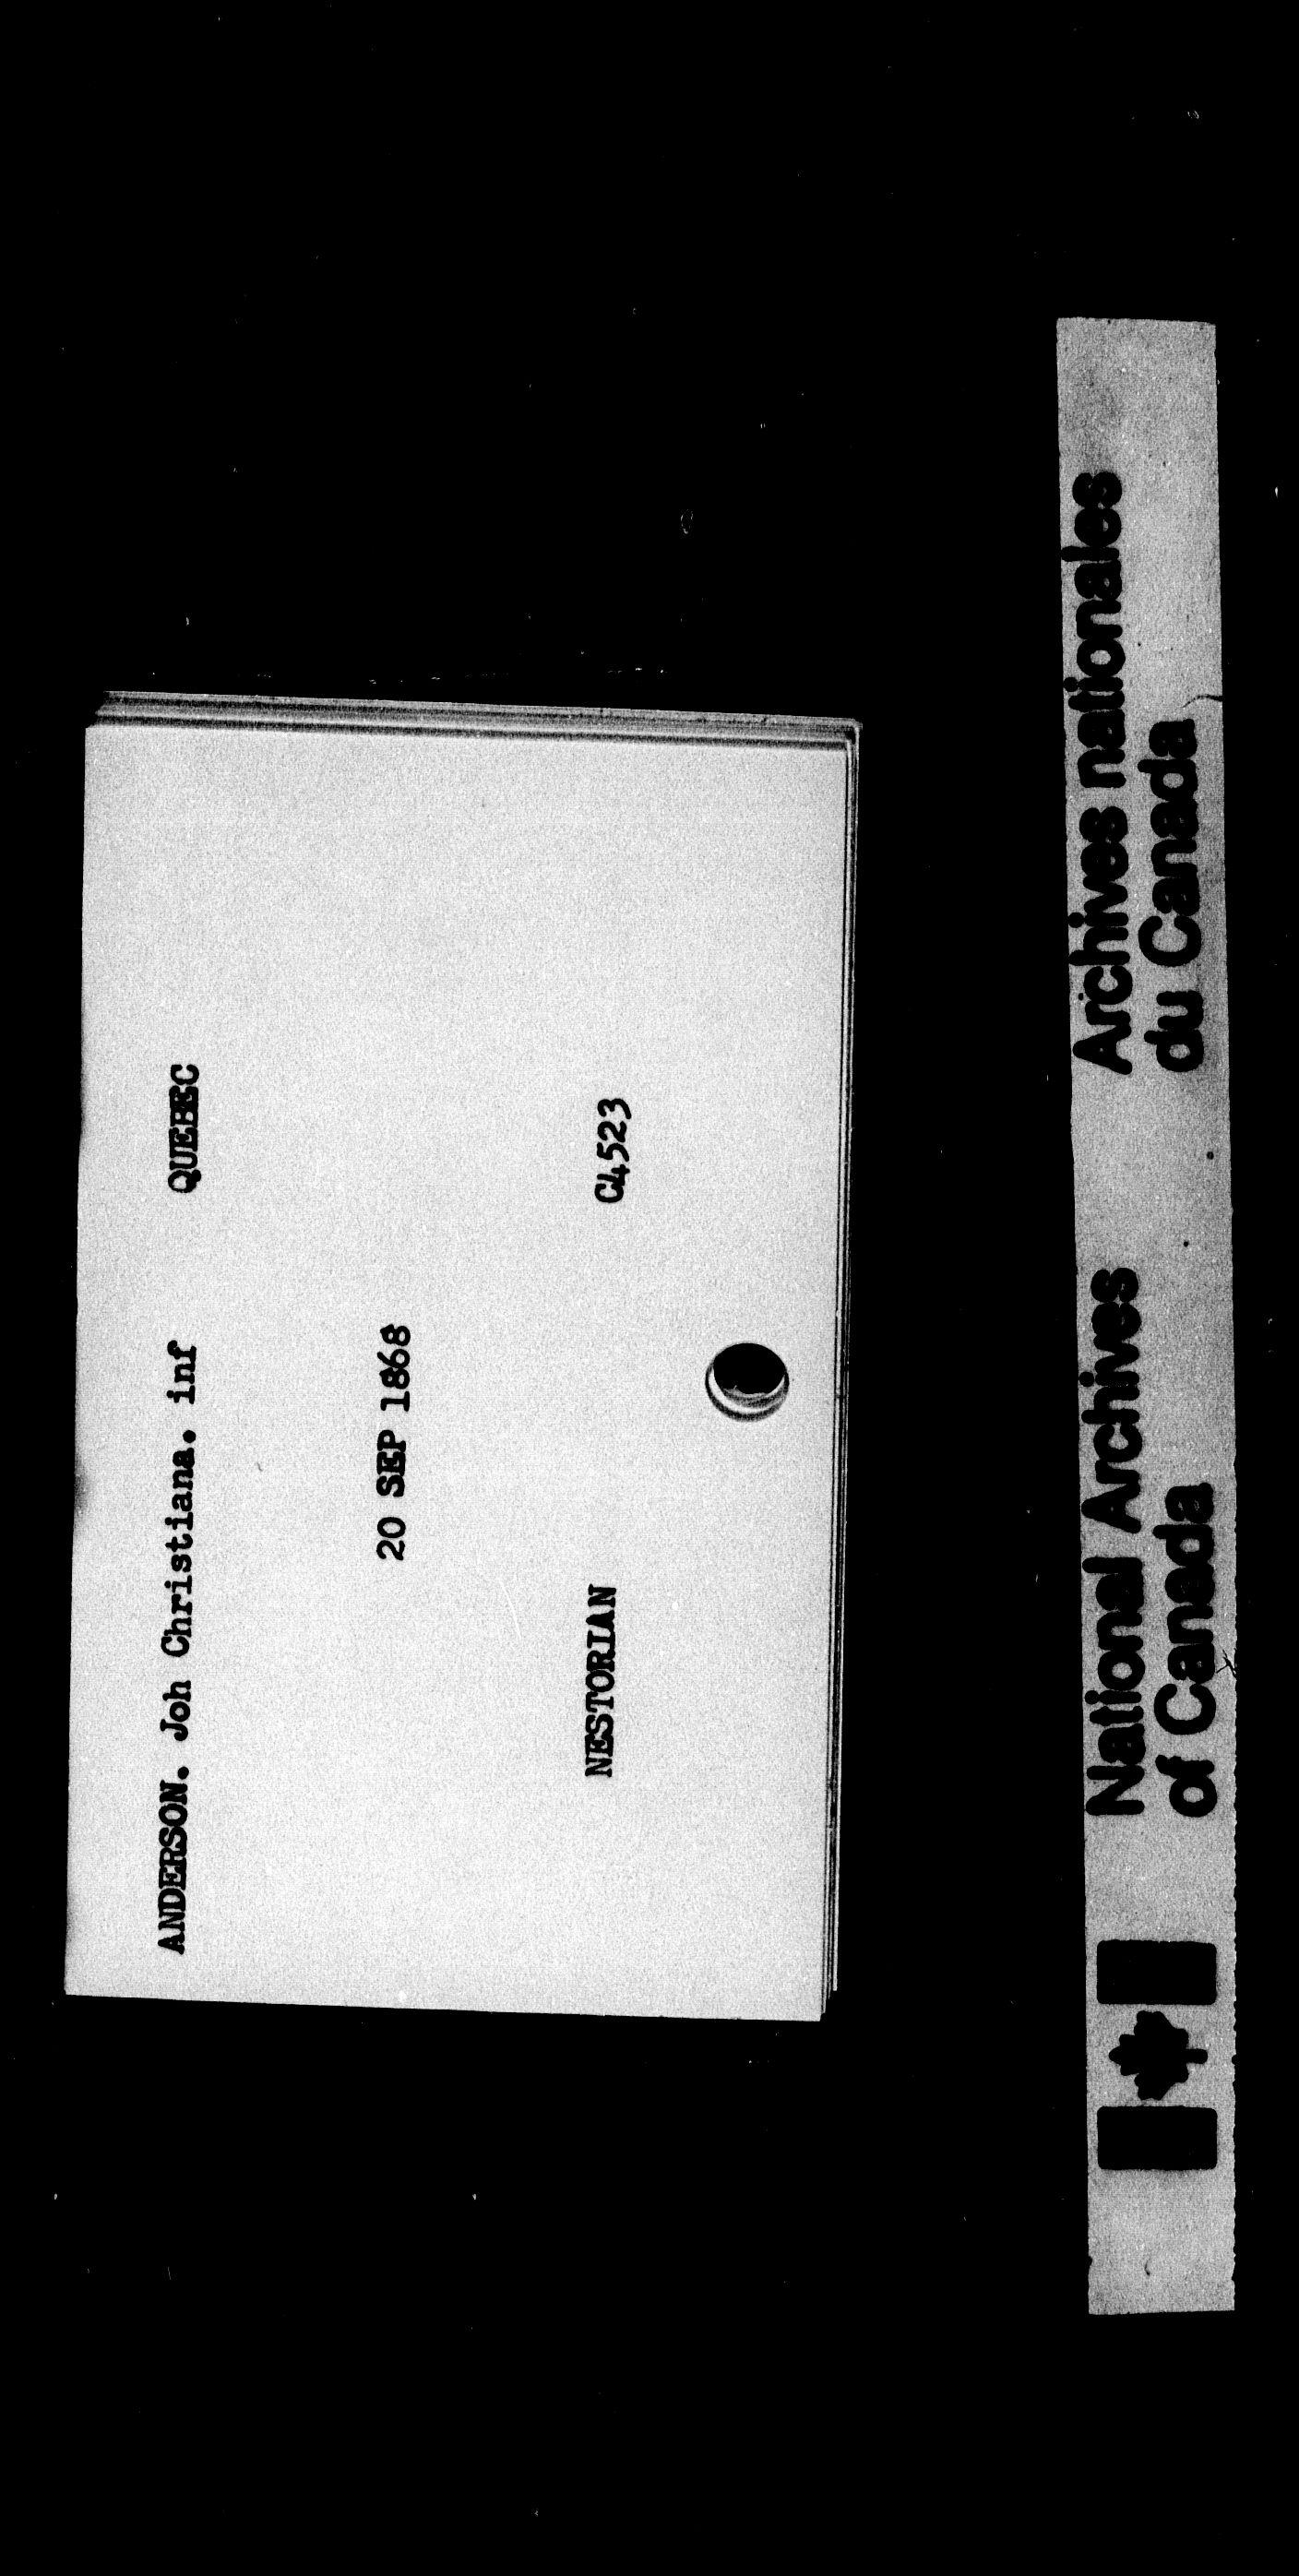 ANDERSON. Joh Christiana. inf QUEBEC
20 SEP 1868
NESTORIAN C4523
National Archives of Canada
Archives nationales du Canada